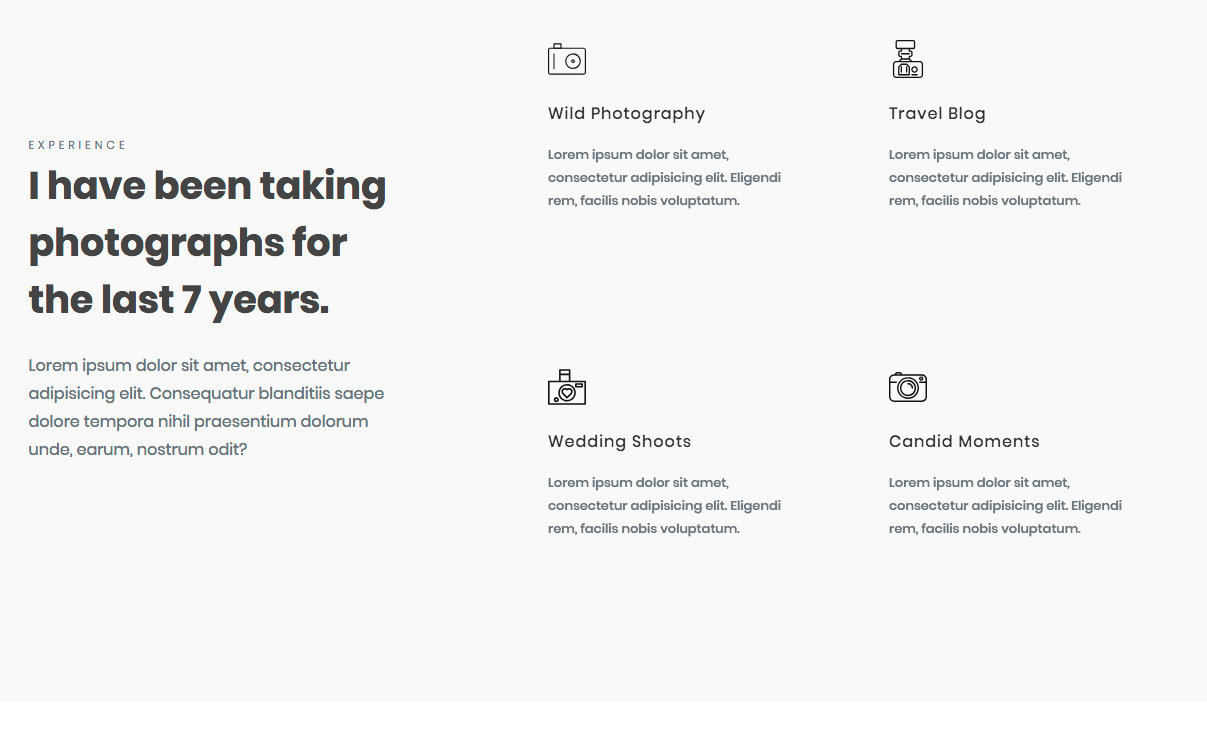 EXPERIENCE
I have been taking
photographs for
the last 7 years.
Lorem ipsum dolor sit amet, consectetur
adipisicing elit. Consequatur blanditiis saepe
dolore tempora nihil praesentium dolorum
unde, earum, nostrum odit?
Wild Photography
Lorem ipsum dolor sit amet,
consectetur adipisicing elit. Eligendi
rem, facilis nobis voluptatum.
Travel Blog
Lorem ipsum dolor sit amet,
consectetur adipisicing elit. Eligendi
rem, facilis nobis voluptatum.
Wedding Shoots
Lorem ipsum dolor sit amet,
consectetur adipisicing elit. Eligendi
rem, facilis nobis voluptatum.
Candid Moments
Lorem ipsum dolor sit amet,
consectetur adipisicing elit. Eligendi
rem, facilis nobis voluptatum.